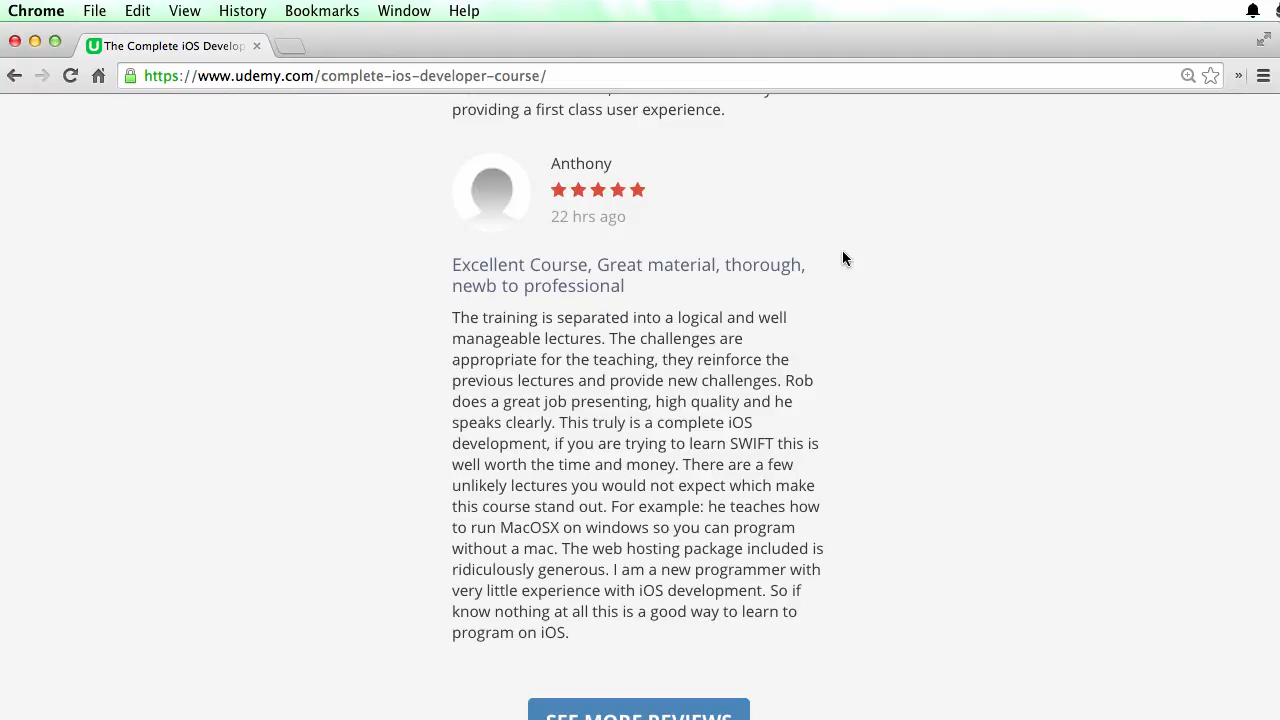 Chrome File Edit View History Bookmarks Window Help
The Complete iOS Develop
https://www.udemy.com/complete-ios-developer-course/
providing a first class user experience.
Anthony
22 hrs ago
Excellent Course, Great material, thorough,
newb to professional
The training is separated into a logical and well
manageable lectures. The challenges are
appropriate for the teaching, they reinforce the
previous lectures and provide new challenges. Rob
does a great job presenting, high quality and he
speaks clearly. This truly is a complete iOS
development, if you are trying to learn SWIFT this is
well worth the time and money. There are a few
unlikely lectures you would not expect which make
this course stand out. For example: he teaches how
to run MacOSX on windows so you can program
without a mac. The web hosting package included is
ridiculously generous. I am a new programmer with
very little experience with iOS development. So if
know nothing at all this is a good way to learn to
program on iOS.
SEE MORE REVIEWS